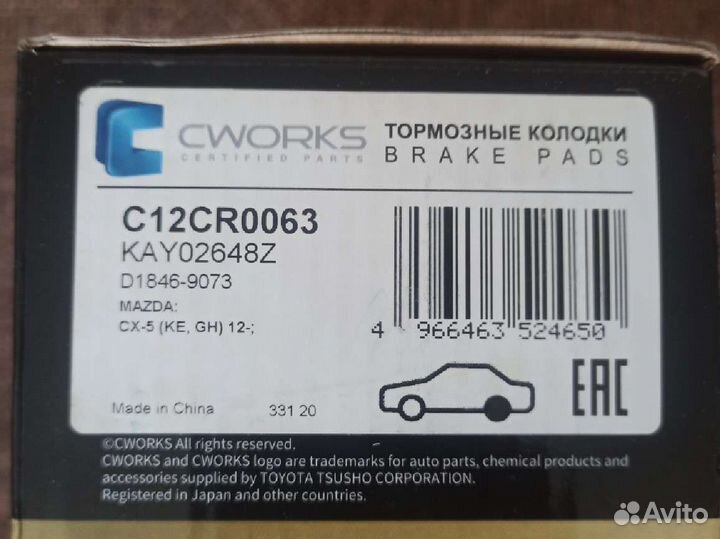 CWORKS
CERTIFIED PARTS
ТОРМОЗНЫЕ КОЛОДКИ
BRAKE PADS
C12CR0063
KAY02648Z
D1846-9073
MAZDA:
CX-5 (KE, GH) 12-;
4 966463 524650
Made in China
331 20
EAC
©CWORKS All rights reserved.
CWORKS and CWORKS logo are trademarks for auto parts, chemical products and
accessories supplied by TOYOTA TSUSHO CORPORATION.
Registered in Japan and other countries.
Avito